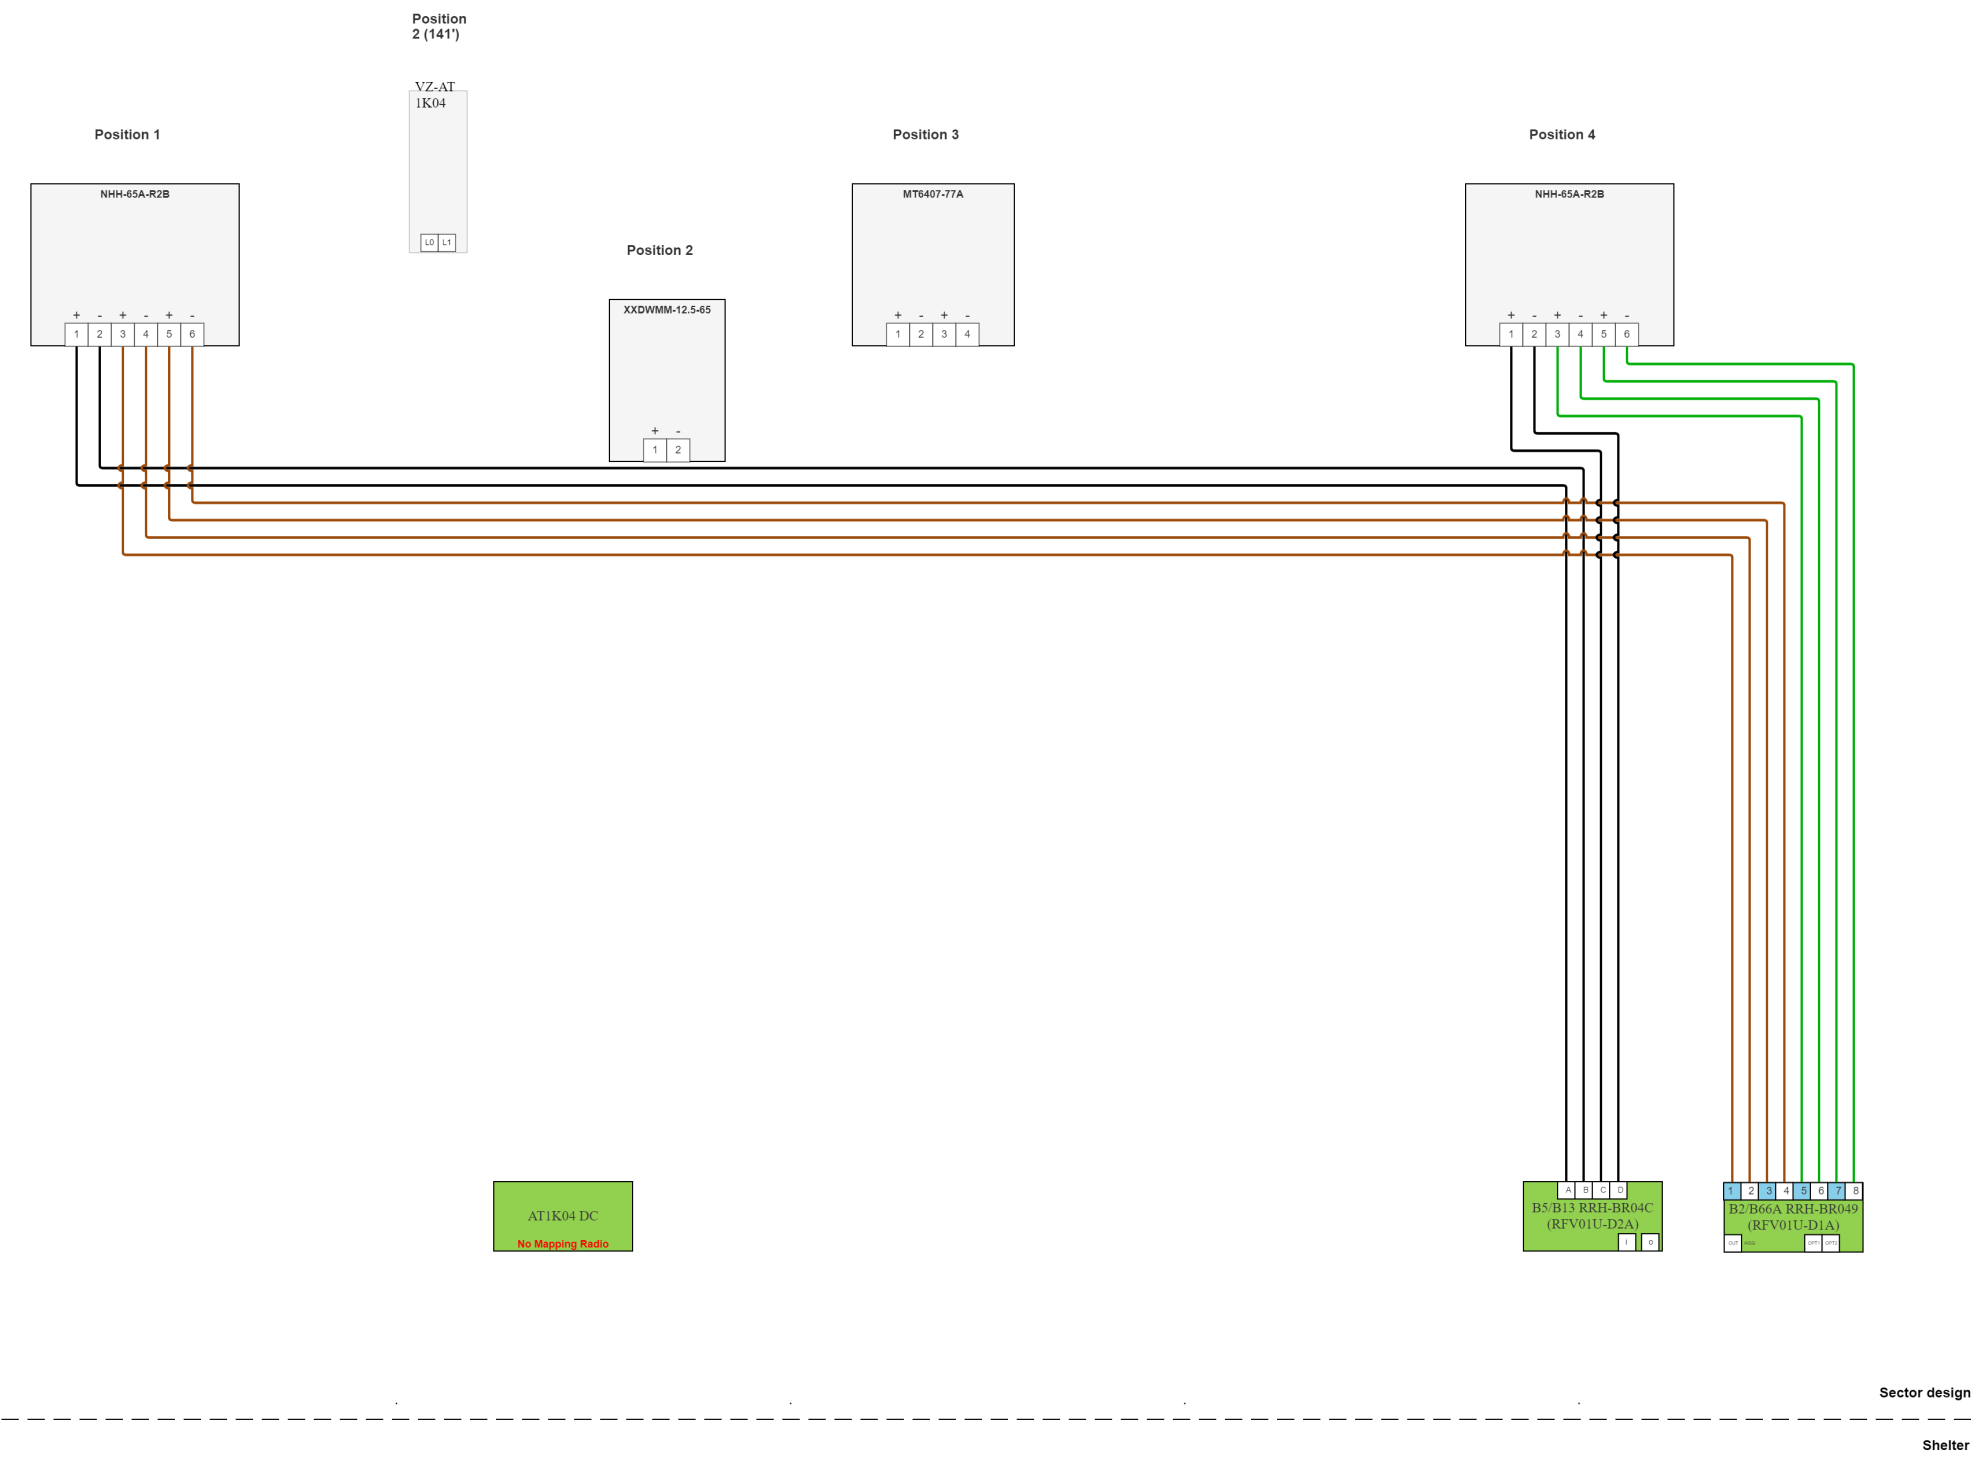 Position
2 (141')
VZ-AT
1K04
L0 L1
Position 1
NHH-65A-R2B
+ - + - + -
1 2 3 4 5 6
Position 2
XXDWMM-12.5-65
+ -
1 2
Position 3
MT6407-77A
+ - + -
1 2 3 4
Position 4
NHH-65A-R2B
+ - + - + -
1 2 3 4 5 6
AT1K04 DC
No Mapping Radio
A B C D
B5/B13 RRH-BR04C
(RFV01U-D2A)
I O
1 2 3 4 5 6 7 8
B2/B66A RRH-BR049
(RFV01U-D1A)
OUT OPT1 OPT2
Sector design
Shelter